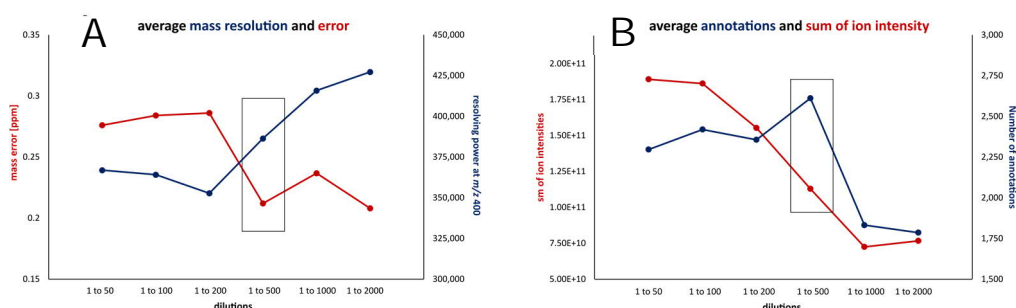 A
average mass resolution and error
0.35
0.3
0.25
0.2
0.15
mass error [ppm]
450,000
425,000
400,000
375,000
350,000
325,000
300,000
resolving power at m/z 400
1 to 50 1 to 100 1 to 200 1 to 500 1 to 1000 1 to 2000
dilutions
B
average annotations and sum of ion intensity
2.00E+11
1.75E+11
1.50E+11
1.25E+11
1.00E+11
7.50E+10
5.00E+10
sm of ion intensities
3,000
2,750
2,500
2,250
2,000
1,750
1,500
Number of annotations
1 to 50 1 to 100 1 to 200 1 to 500 1 to 1000 1 to 2000
dilutions